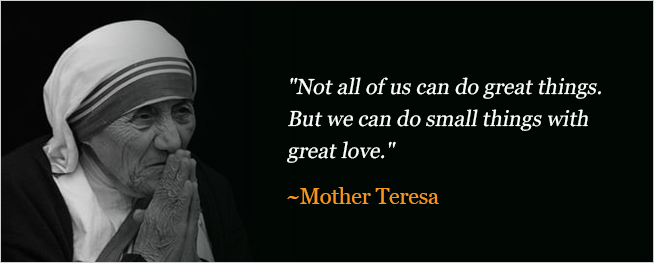 "Not all of us can do great things.
But we can do small things with
great love."
~Mother Teresa